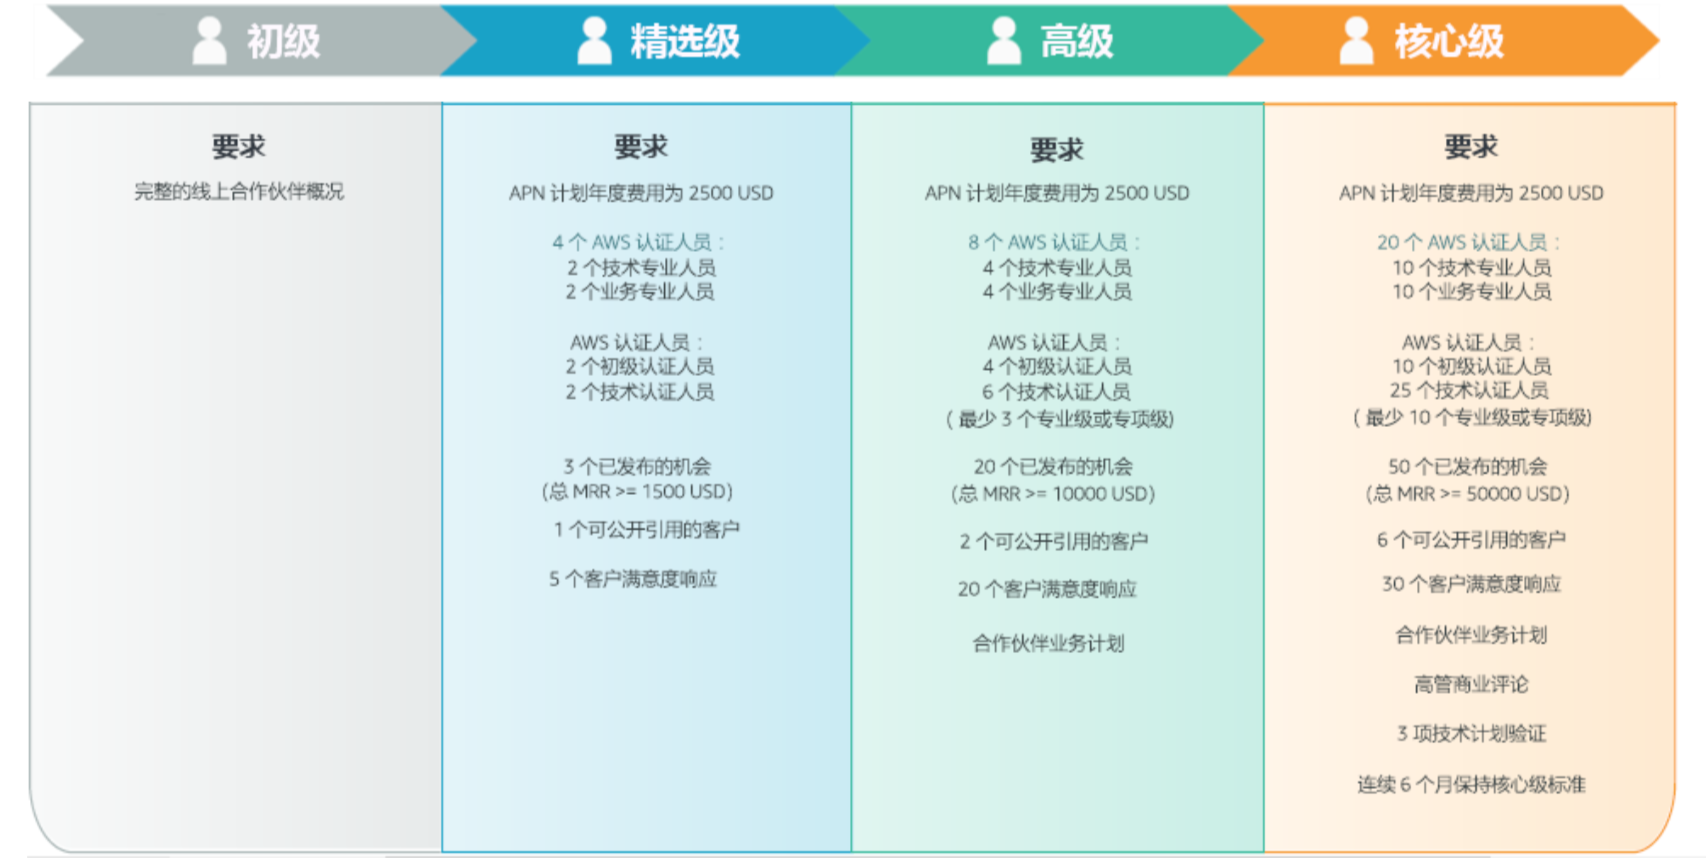 初级
精选级
高级
核心级
要求
完整的线上合作伙伴概况
要求
APN 计划年度费用为 2500 USD
4 个 AWS 认证人员：
2 个技术专业人员
2 个业务专业人员
AWS 认证人员：
2 个初级认证人员
2 个技术认证人员
3 个已发布的机会
(总 MRR >= 1500 USD)
1 个可公开引用的客户
5 个客户满意度响应
要求
APN 计划年度费用为 2500 USD
8 个 AWS 认证人员：
4 个技术专业人员
4 个业务专业人员
AWS 认证人员：
4 个初级认证人员
6 个技术认证人员
( 最少 3 个专业级或专项级)
20 个已发布的机会
(总 MRR >= 10000 USD)
2 个可公开引用的客户
20 个客户满意度响应
合作伙伴业务计划
要求
APN 计划年度费用为 2500 USD
20 个 AWS 认证人员：
10 个技术专业人员
10 个业务专业人员
AWS 认证人员：
10 个初级认证人员
25 个技术认证人员
( 最少 10 个专业级或专项级)
50 个已发布的机会
(总 MRR >= 50000 USD)
6 个可公开引用的客户
30 个客户满意度响应
合作伙伴业务计划
高管商业评论
3 项技术计划验证
连续 6 个月保持核心级标准